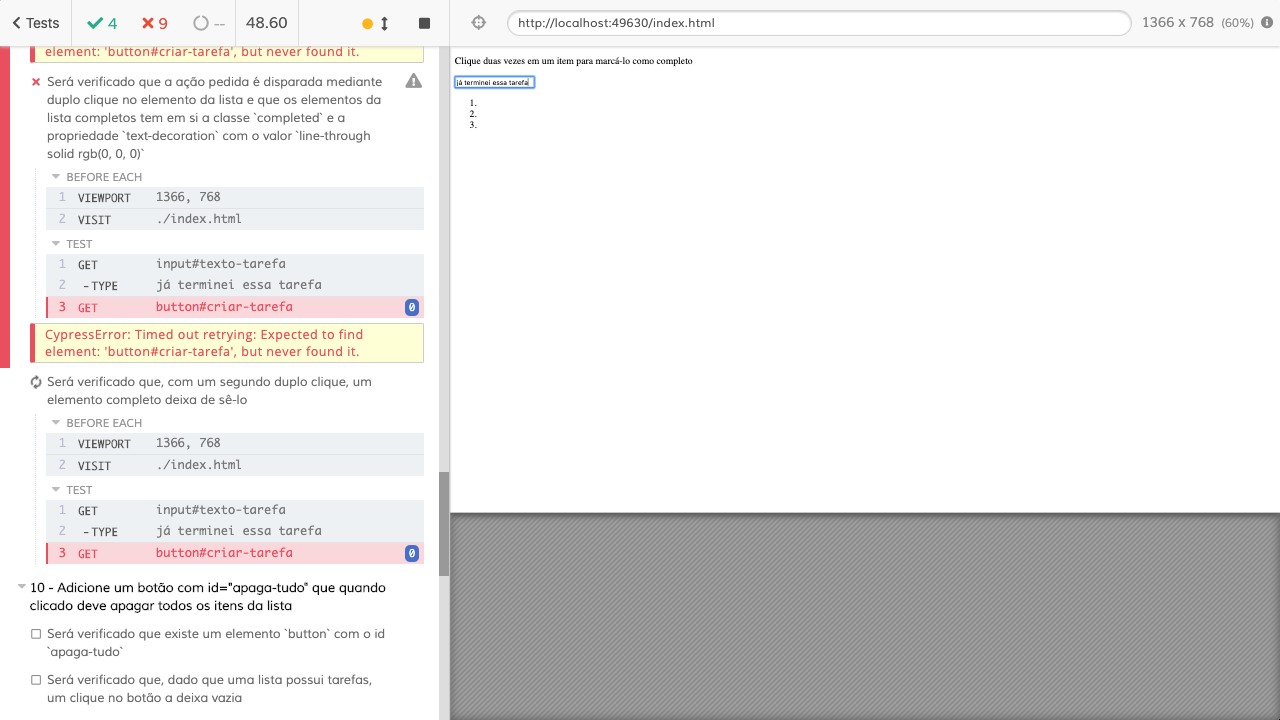 Tests 4 9 -- 48.60
element: 'button#criar-tarefa', but never found it.
Será verificado que a ação pedida é disparada mediante
duplo clique no elemento da lista e que os elementos da
lista completos tem em si a classe `completed` e a
propriedade `text-decoration` com o valor `line-through
solid rgb(0, 0, 0)`
BEFORE EACH
1 VIEWPORT 1366, 768
2 VISIT ./index.html
TEST
1 GET input#texto-tarefa
2 -TYPE já terminei essa tarefa
3 GET button#criar-tarefa 0
CypressError: Timed out retrying: Expected to find
element: 'button#criar-tarefa', but never found it.
Será verificado que, com um segundo duplo clique, um
elemento completo deixa de sê-lo
BEFORE EACH
1 VIEWPORT 1366, 768
2 VISIT ./index.html
TEST
1 GET input#texto-tarefa
2 -TYPE já terminei essa tarefa
3 GET button#criar-tarefa 0
10 - Adicione um botão com id="apaga-tudo" que quando
clicado deve apagar todos os itens da lista
Será verificado que existe um elemento `button` com o id
`apaga-tudo`
Será verificado que, dado que uma lista possui tarefas,
um clique no botão a deixa vazia
http://localhost:49630/index.html 1366 x 768 (60%)
Clique duas vezes em um item para marcá-lo como completo
já terminei essa tarefa
1.
2.
3.